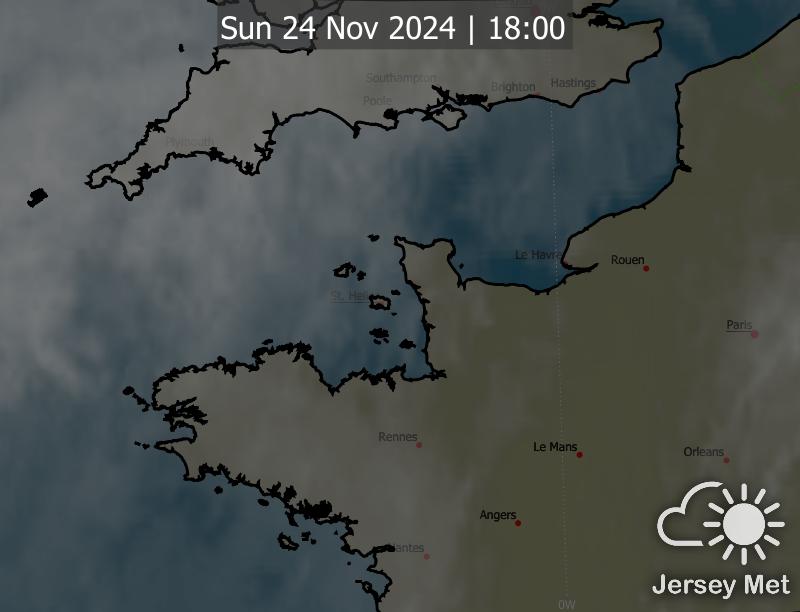 Sun 24 Nov 2024 | 18:00
Southampton
Brighton
Hastings
Poole
Plymouth
Le Havre
Rouen
St. Heli
Paris
Rennes
Le Mans
Orleans
Angers
Nantes
Jersey Met
0W